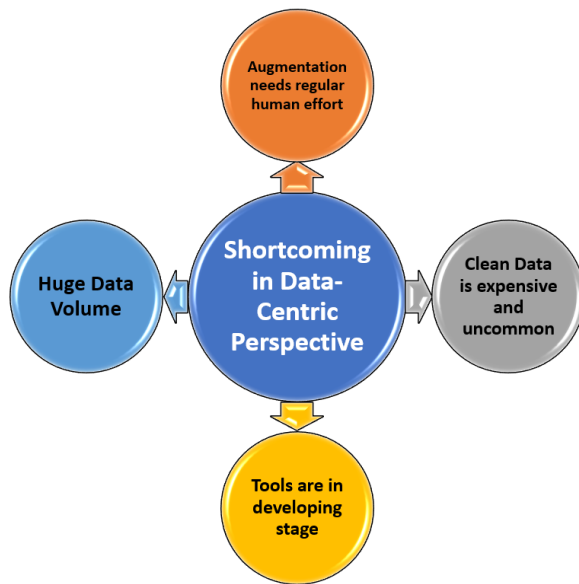 Augmentation
needs regular
human effort
Shortcoming
in Data-
Centric
Perspective
Huge Data
Volume
Clean Data
is expensive
and
uncommon
Tools are in
developing
stage